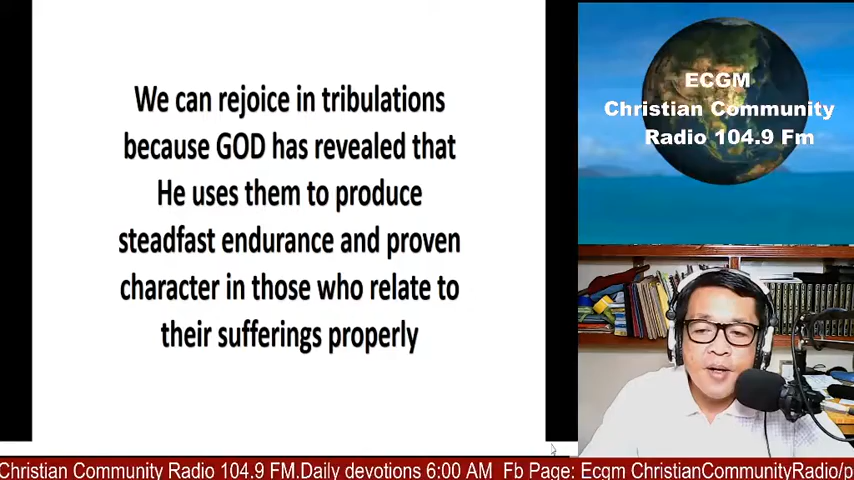 We can rejoice in tribulations
because GOD has revealed that
He uses them to produce
steadfast endurance and proven
character in those who relate to
their sufferings properly
ECGM
Christian Community
Radio 104.9 Fm
Christian Community Radio 104.9 FM.Daily devotions 6:00 AM Fb Page: Ecgm ChristianCommunityRadio/p